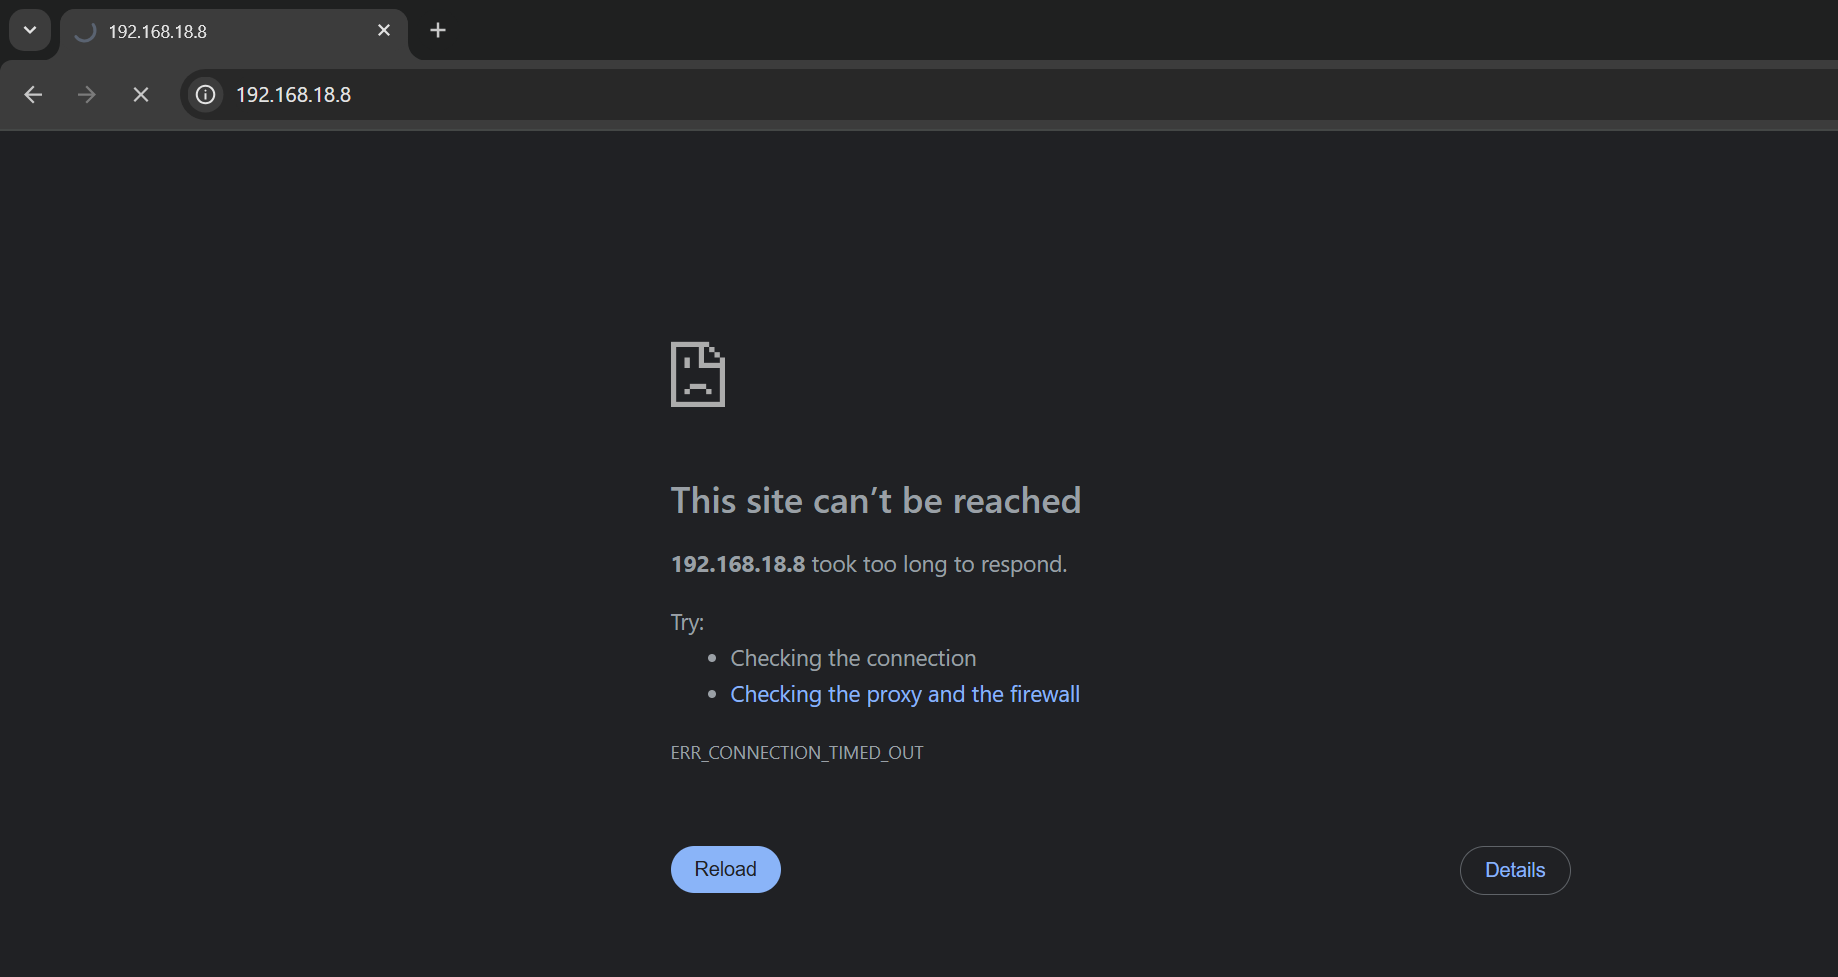 192.168.18.8
192.168.18.8
This site can’t be reached
192.168.18.8 took too long to respond.
Try:
• Checking the connection
• Checking the proxy and the firewall
ERR_CONNECTION_TIMED_OUT
Reload
Details